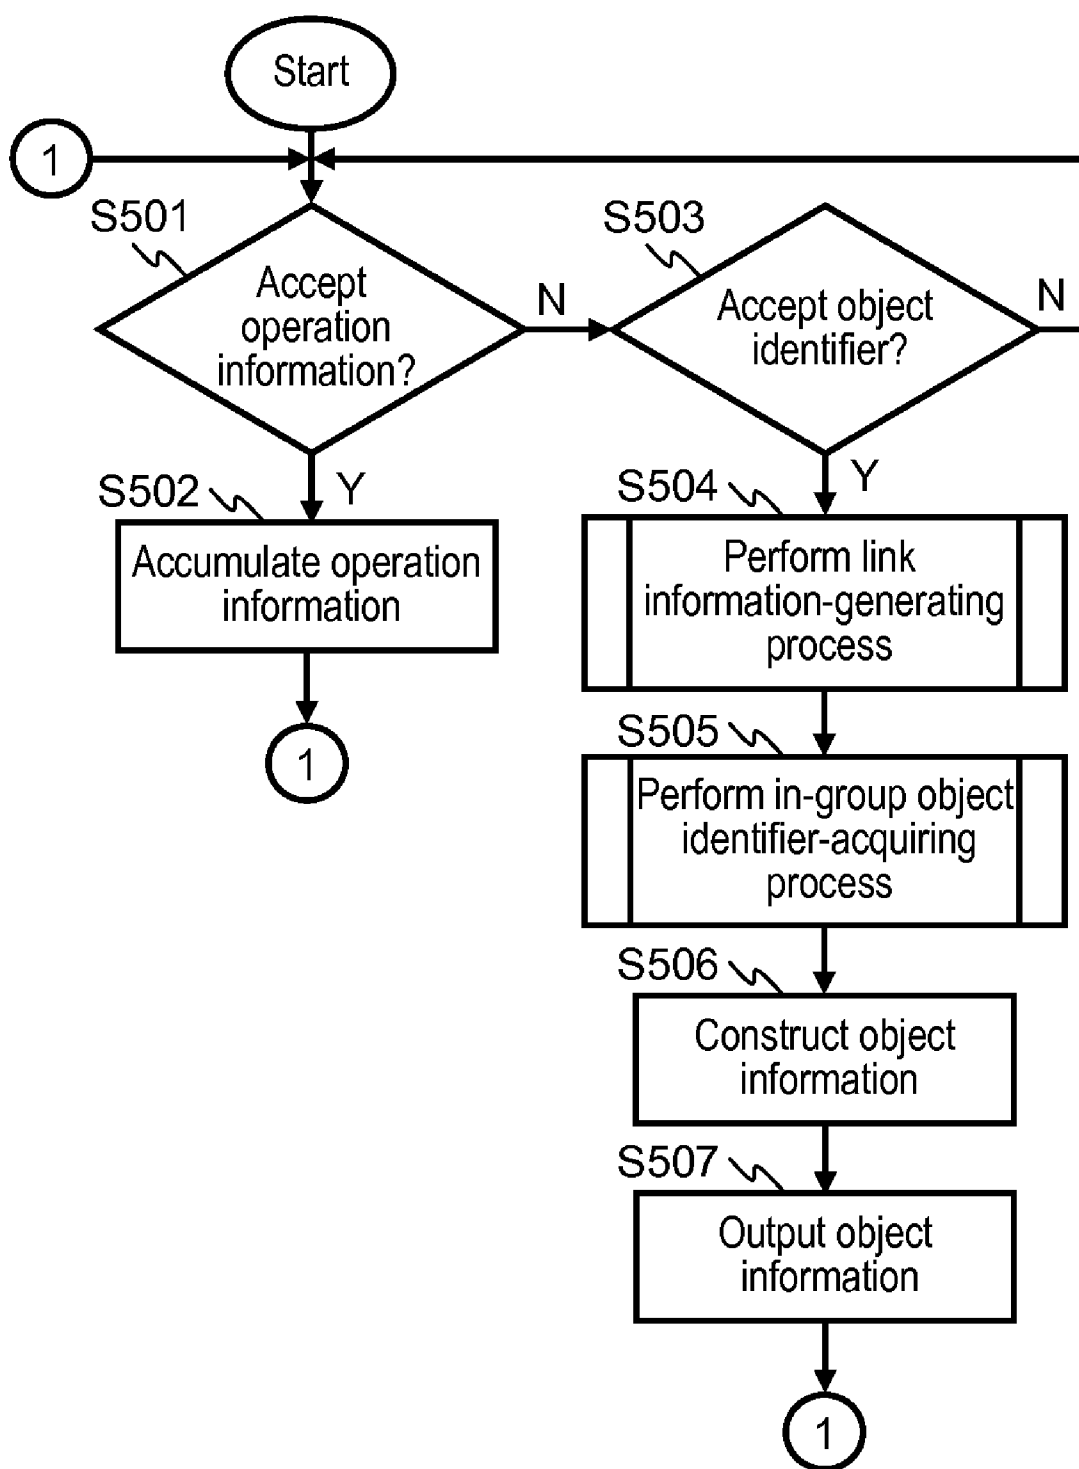 Start
1
S501
Accept
operation
information?
N
S503
Accept object
identifier?
N
Y
S502
Accumulate operation
information
1
Y
S504
Perform link
information-generating
process
S505
Perform in-group object
identifier-acquiring
process
S506
Construct object
information
S507
Output object
information
1